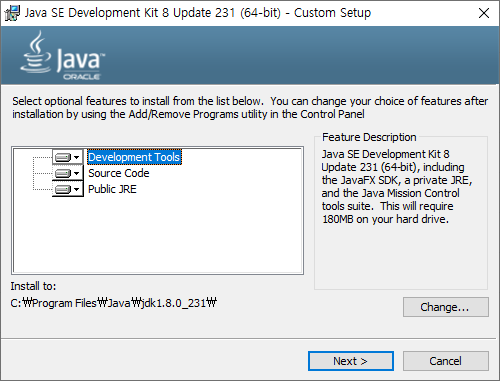 Java SE Development Kit 8 Update 231 (64-bit) - Custom Setup
Java
ORACLE
Select optional features to install from the list below.  You can change your choice of features after
installation by using the Add/Remove Programs utility in the Control Panel
Development Tools
Source Code
Public JRE
Feature Description
Java SE Development Kit 8
Update 231 (64-bit), including
the JavaFX SDK, a private JRE,
and the Java Mission Control
tools suite.  This will require
180MB on your hard drive.
Install to:
C:₩Program Files₩Java₩jdk1.8.0_231₩
Change...
Next >
Cancel